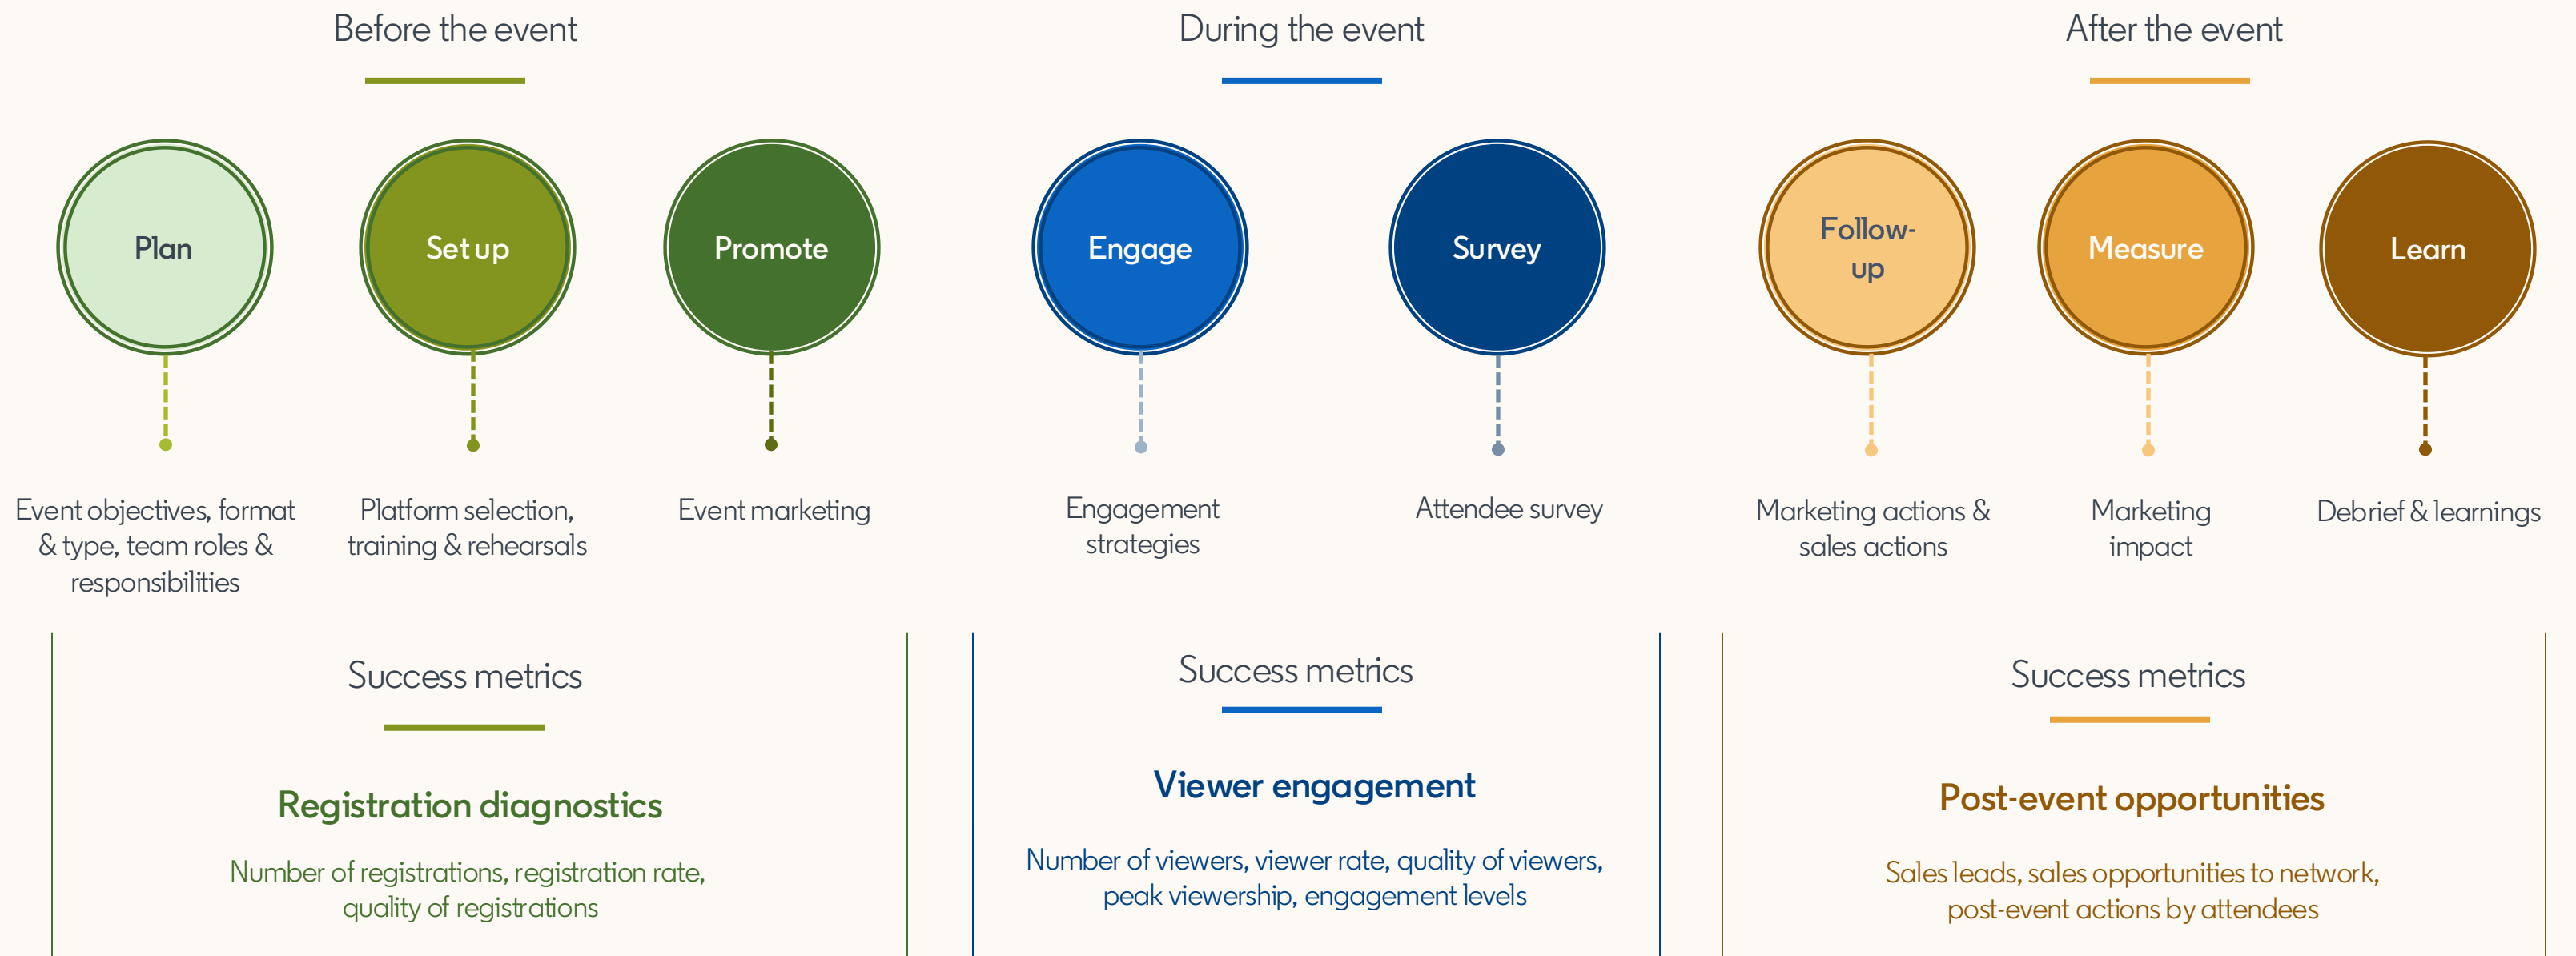 Before the event
During the event
After the event
Plan
Set up
Promote
Engage
Survey
Follow-
up
Measure
Learn
Event objectives, format
& type, team roles &
responsibilities
Platform selection,
training & rehearsals
Event marketing
Engagement
strategies
Attendee survey
Marketing actions &
sales actions
Marketing
impact
Debrief & learnings
Success metrics
Registration diagnostics
Number of registrations, registration rate,
quality of registrations
Success metrics
Viewer engagement
Number of viewers, viewer rate, quality of viewers,
peak viewership, engagement levels
Success metrics
Post-event opportunities
Sales leads, sales opportunities to network,
post-event actions by attendees